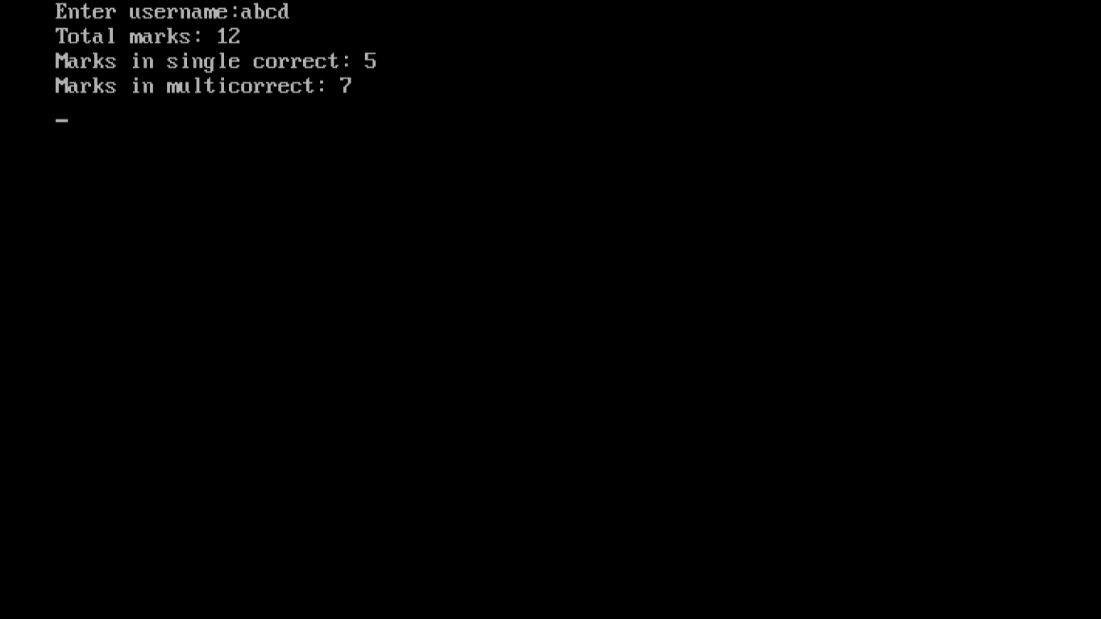 Enter username:abcd
Total marks: 12
Marks in single correct: 5
Marks in multicorrect: 7